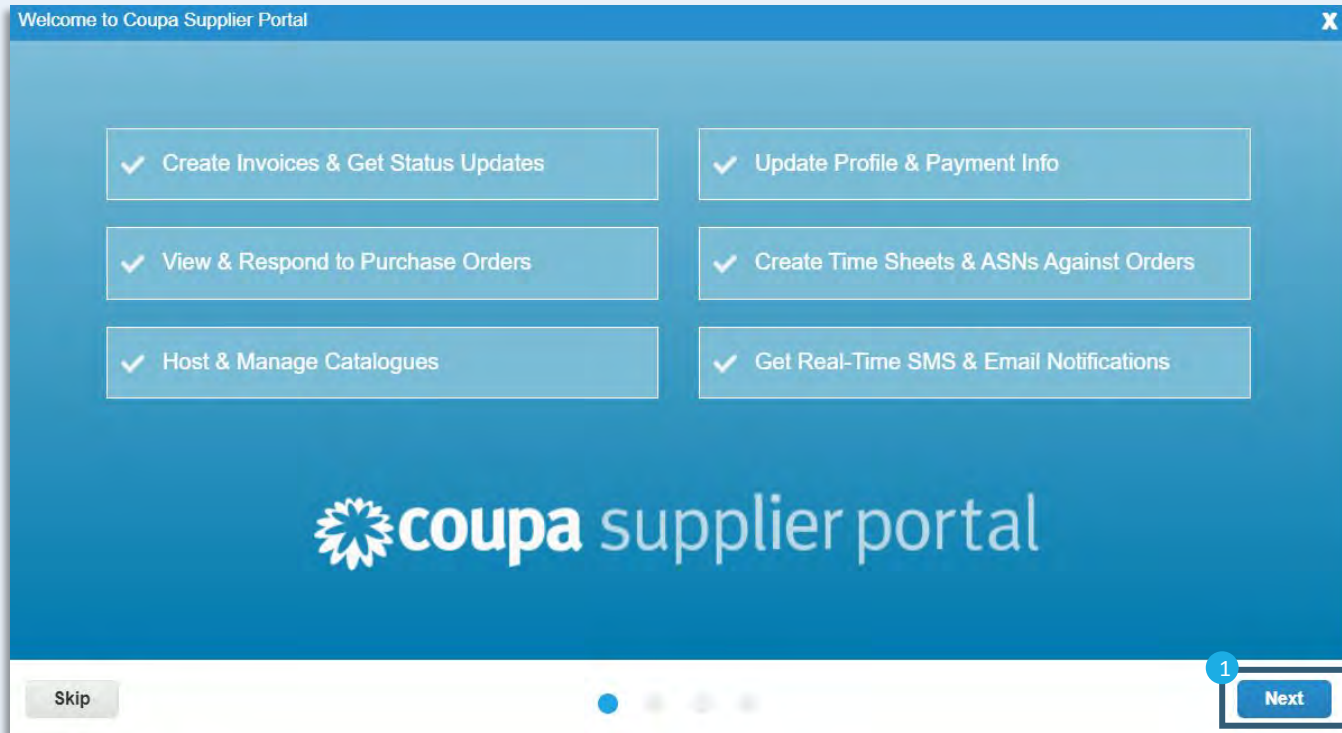 Welcome to Coupa Supplier Portal
X
Create Invoices & Get Status Updates
Update Profile & Payment Info
View & Respond to Purchase Orders
Create Time Sheets & ASNs Against Orders
Host & Manage Catalogues
Get Real-Time SMS & Email Notifications
coupa supplier portal
1
Skip
Next